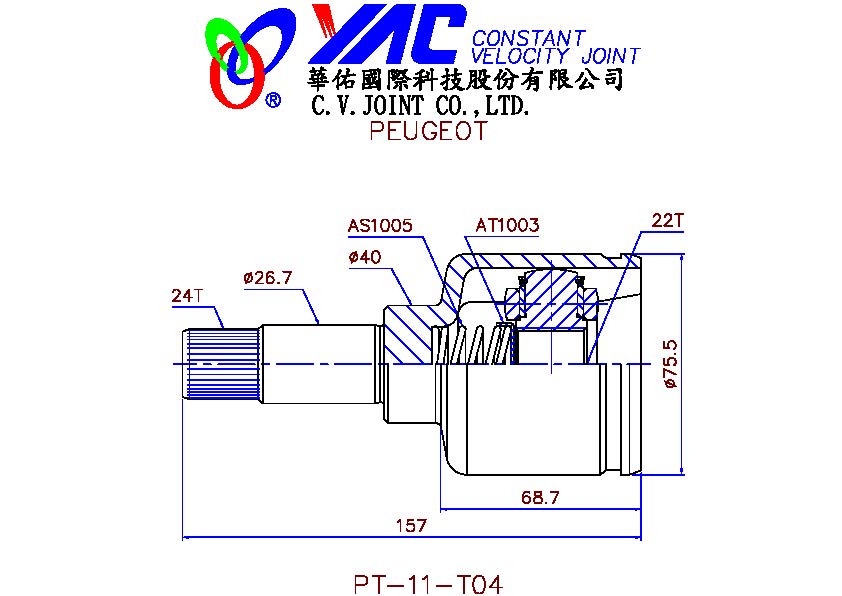 YAC CONSTANT
VELOCITY JOINT
®
華佑國際科技股份有限公司
C.V.JOINT CO.,LTD.
PEUGEOT
AS1005
AT1003
22T
ø40
ø26.7
24T
ø75.5
68.7
157
PT-11-T04